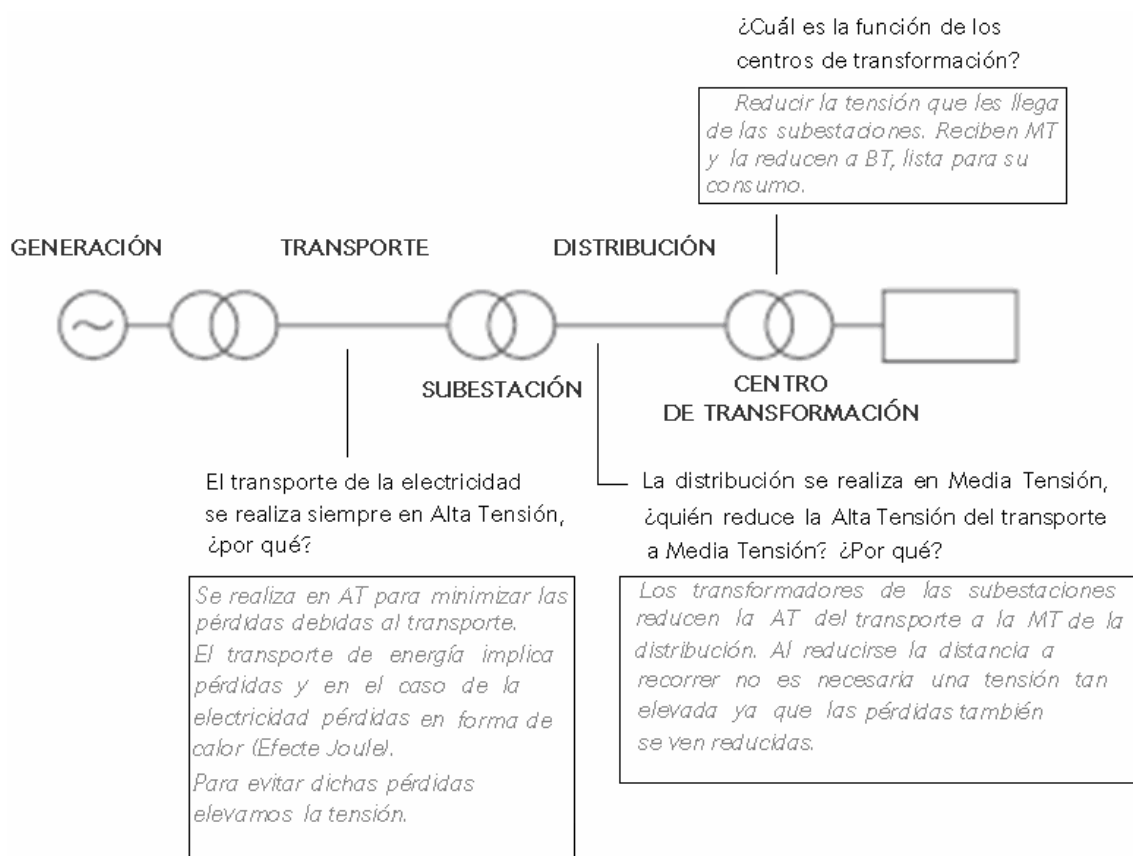 ¿Cuál es la función de los
centros de transformación?
Reducir la tensión que les llega
de las subestaciones. Reciben MT
y la reducen a BT, lista para su
consumo.
GENERACIÓN
TRANSPORTE
DISTRIBUCIÓN
SUBESTACIÓN
CENTRO
DE TRANSFORMACIÓN
El transporte de la electricidad
se realiza siempre en Alta Tensión,
¿por qué?
Se realiza en AT para minimizar las
pérdidas debidas al transporte.
El transporte de energía implica
pérdidas y en el caso de la
electricidad pérdidas en forma de
calor (Efecte Joule).
Para evitar dichas pérdidas
elevamos la tensión.
La distribución se realiza en Media Tensión,
¿quién reduce la Alta Tensión del transporte
a Media Tensión? ¿Por qué?
Los transformadores de las subestaciones
reducen la AT del transporte a la MT de la
distribución. Al reducirse la distancia a
recorrer no es necesaria una tensión tan
elevada ya que las pérdidas también
se ven reducidas.